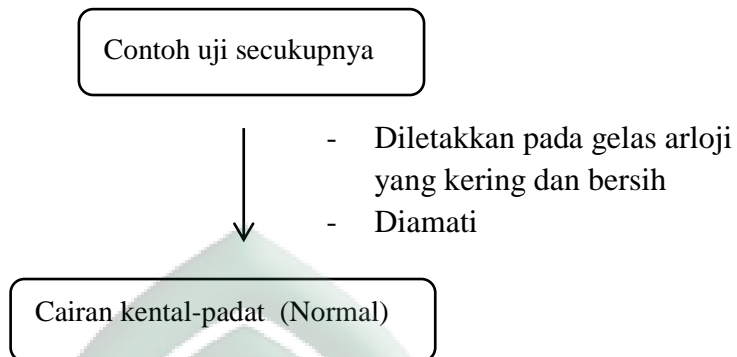 Contoh uji secukupnya
- Diletakkan pada gelas arloji
yang kering dan bersih
- Diamati
Cairan kental-padat (Normal)